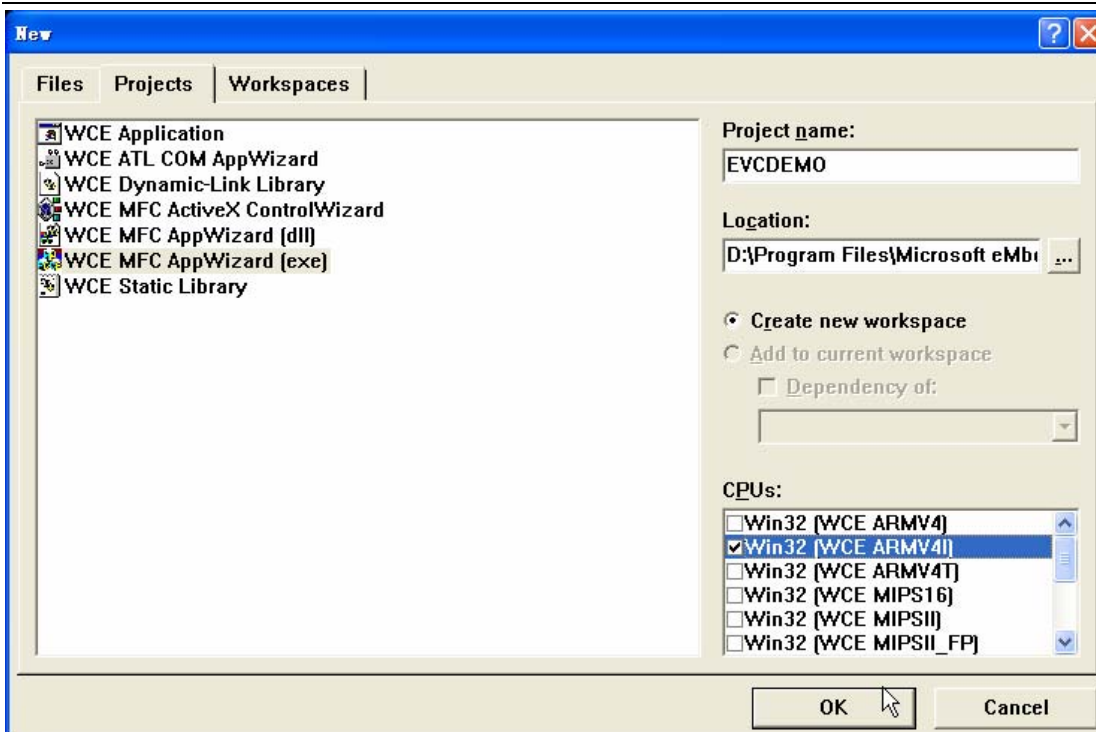 New
Files Projects Workspaces
WCE Application
WCE ATL COM AppWizard
WCE Dynamic-Link Library
WCE MFC ActiveX ControlWizard
WCE MFC AppWizard (dll)
WCE MFC AppWizard (exe)
WCE Static Library
Project name:
EVCDEMO
Location:
D:\Program Files\Microsoft eMb
...
Create new workspace
Add to current workspace
Dependency of:
CPUs:
Win32 (WCE ARMV4)
Win32 (WCE ARMV4I)
Win32 (WCE ARMV4T)
Win32 (WCE MIPS16)
Win32 (WCE MIPSII)
Win32 (WCE MIPSII_FP)
OK Cancel